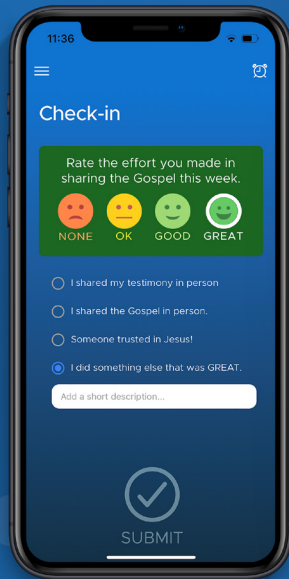 11:36
Check-in
Rate the effort you made in
sharing the Gospel this week.
NONE OK GOOD GREAT
I shared my testimony in person
I shared the Gospel in person.
Someone trusted in Jesus!
I did something else that was GREAT.
Add a short description...
SUBMIT